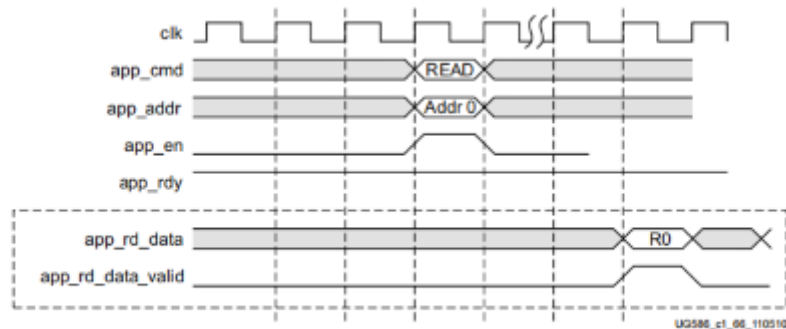 clk
app_cmd READ
app_addr Addr 0
app_en
app_rdy
app_rd_data R0
app_rd_data_valid
UG586_c1_66_110510